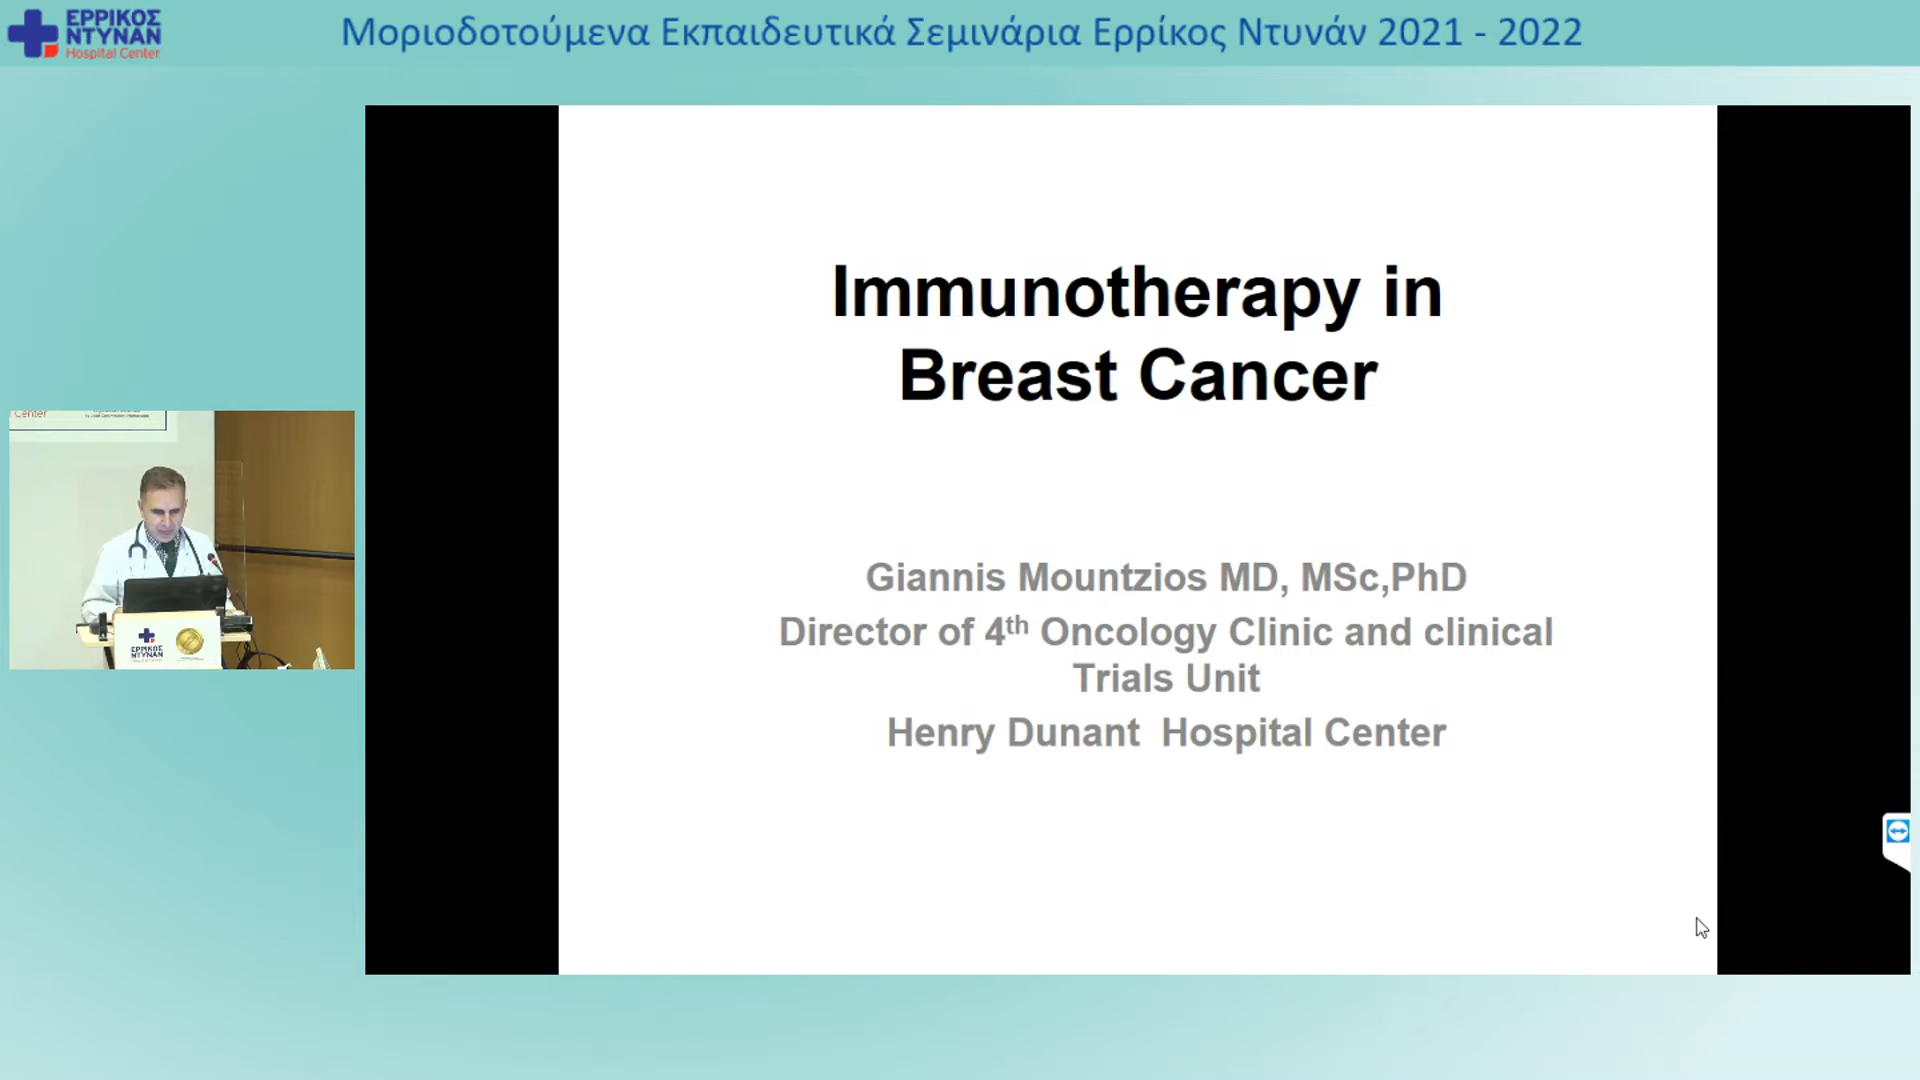 ΕΡΡΙΚΟΣ
ΝΤΥΝΑΝ
Hospital Center
Μοριοδοτούμενα Εκπαιδευτικά Σεμινάρια Ερρίκος Ντυνάν 2021 - 2022
Immunotherapy in
Breast Cancer
Giannis Mountzios MD, MSc,PhD
Director of 4th Oncology Clinic and clinical
Trials Unit
Henry Dunant Hospital Center
Center
ΕΡΡΙΚΟΣ
ΝΤΥΝΑΝ